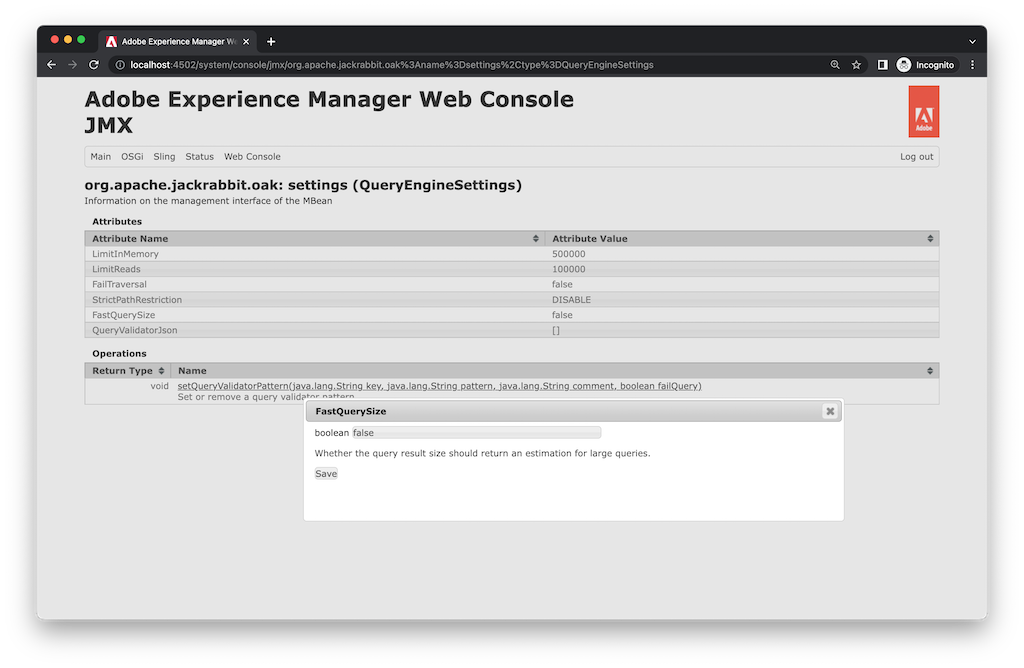 Adobe Experience Manager We
localhost:4502/system/console/jmx/org.apache.jackrabbit.oak%3Aname%3Dsettings%2Ctype%3DQueryEngineSettings
Incognito
Adobe Experience Manager Web Console
JMX
Adobe
Main OSGi Sling Status Web Console Log out
org.apache.jackrabbit.oak: settings (QueryEngineSettings)
Information on the management interface of the MBean
Attributes
Attribute Name Attribute Value
LimitInMemory 500000
LimitReads 100000
FailTraversal false
StrictPathRestriction DISABLE
FastQuerySize false
QueryValidatorJson []
Operations
Return Type Name
void setQueryValidatorPattern(java.lang.String key, java.lang.String pattern, java.lang.String comment, boolean failQuery)
Set or remove a query validator pattern
FastQuerySize
boolean false
Whether the query result size should return an estimation for large queries.
Save